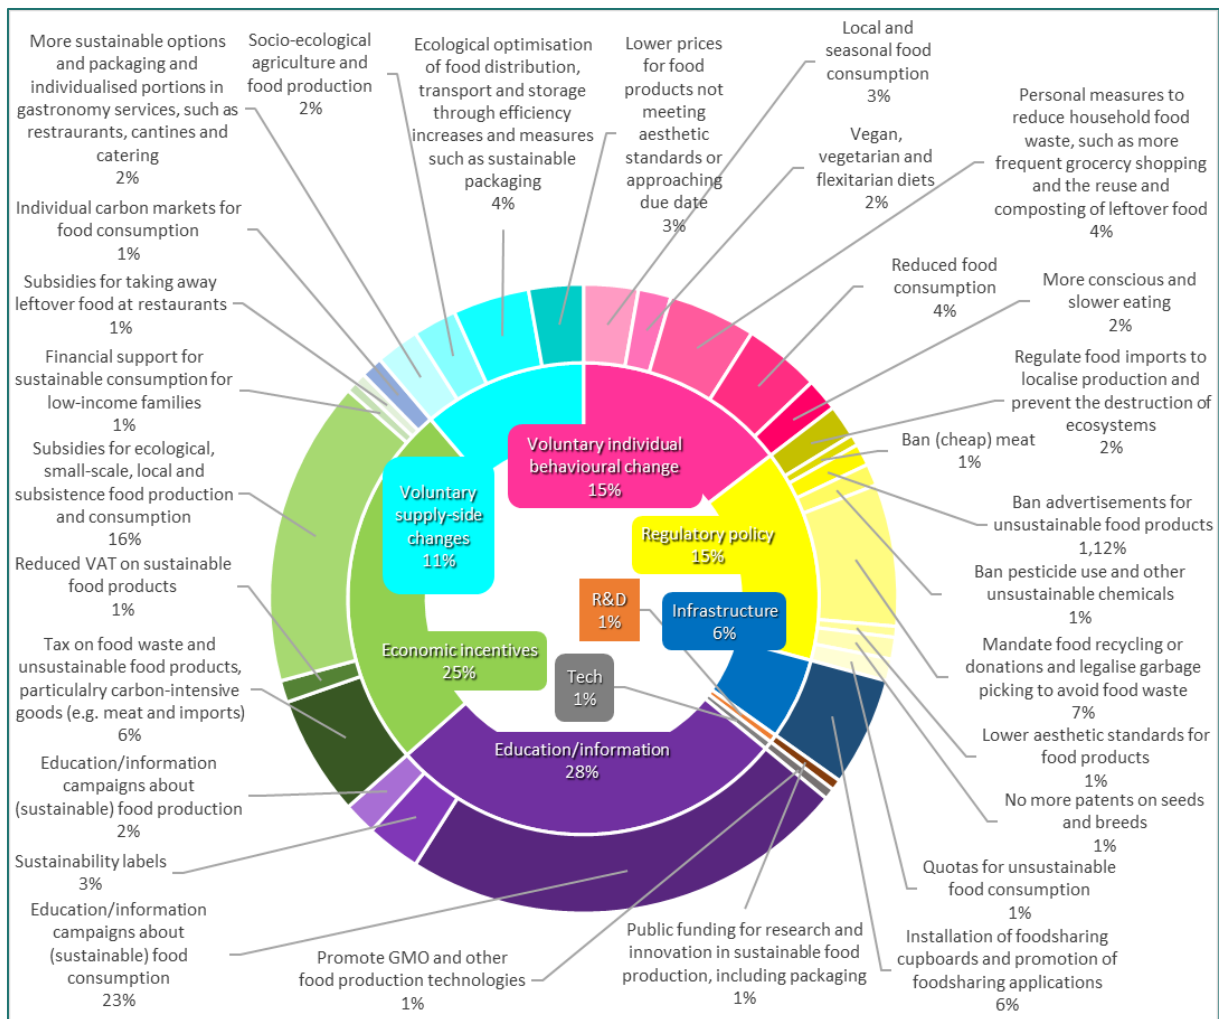 More sustainable options
and packaging and
individualised portions in
gastronomy services, such as
restraurants, cantines and
catering
2%
Socio-ecological
agriculture and
food production
2%
Ecological optimisation
of food distribution,
transport and storage
through efficiency
increases and measures
such as sustainable
packaging
4%
Lower prices
for food
products not
meeting
aesthetic
standards or
approaching
due date
3%
Local and
seasonal food
consumption
3%
Vegan,
vegetarian and
flexitarian diets
2%
Personal measures to
reduce household food
waste, such as more
frequent grocercy shopping
and the reuse and
composting of leftover food
4%
Reduced food
consumption
4%
More conscious and
slower eating
2%
Regulate food imports to
localise production and
prevent the destruction of
ecosystems
2%
Ban (cheap) meat
1%
Ban advertisements for
unsustainable food products
1,12%
Ban pesticide use and other
unsustainable chemicals
1%
Mandate food recycling or
donations and legalise garbage
picking to avoid food waste
7%
Lower aesthetic standards for
food products
1%
No more patents on seeds
and breeds
1%
Quotas for unsustainable
food consumption
1%
Installation of foodsharing
cupboards and promotion of
foodsharing applications
6%
Public funding for research and
innovation in sustainable food
production, including packaging
1%
Promote GMO and other
food production technologies
1%
Individual carbon markets for
food consumption
1%
Subsidies for taking away
leftover food at restaurants
1%
Financial support for
sustainable consumption for
low-income families
1%
Subsidies for ecological,
small-scale, local and
subsistence food production
and consumption
16%
Reduced VAT on sustainable
food products
1%
Tax on food waste and
unsustainable food products,
particulalry carbon-intensive
goods (e.g. meat and imports)
6%
Education/information
campaigns about
(sustainable) food production
2%
Sustainability labels
3%
Education/information
campaigns about
(sustainable) food
consumption
23%
Voluntary individual
behavioural change
15%
Voluntary
supply-side
changes
11%
Regulatory policy
15%
R&D
1%
Infrastructure
6%
Economic incentives
25%
Tech
1%
Education/information
28%